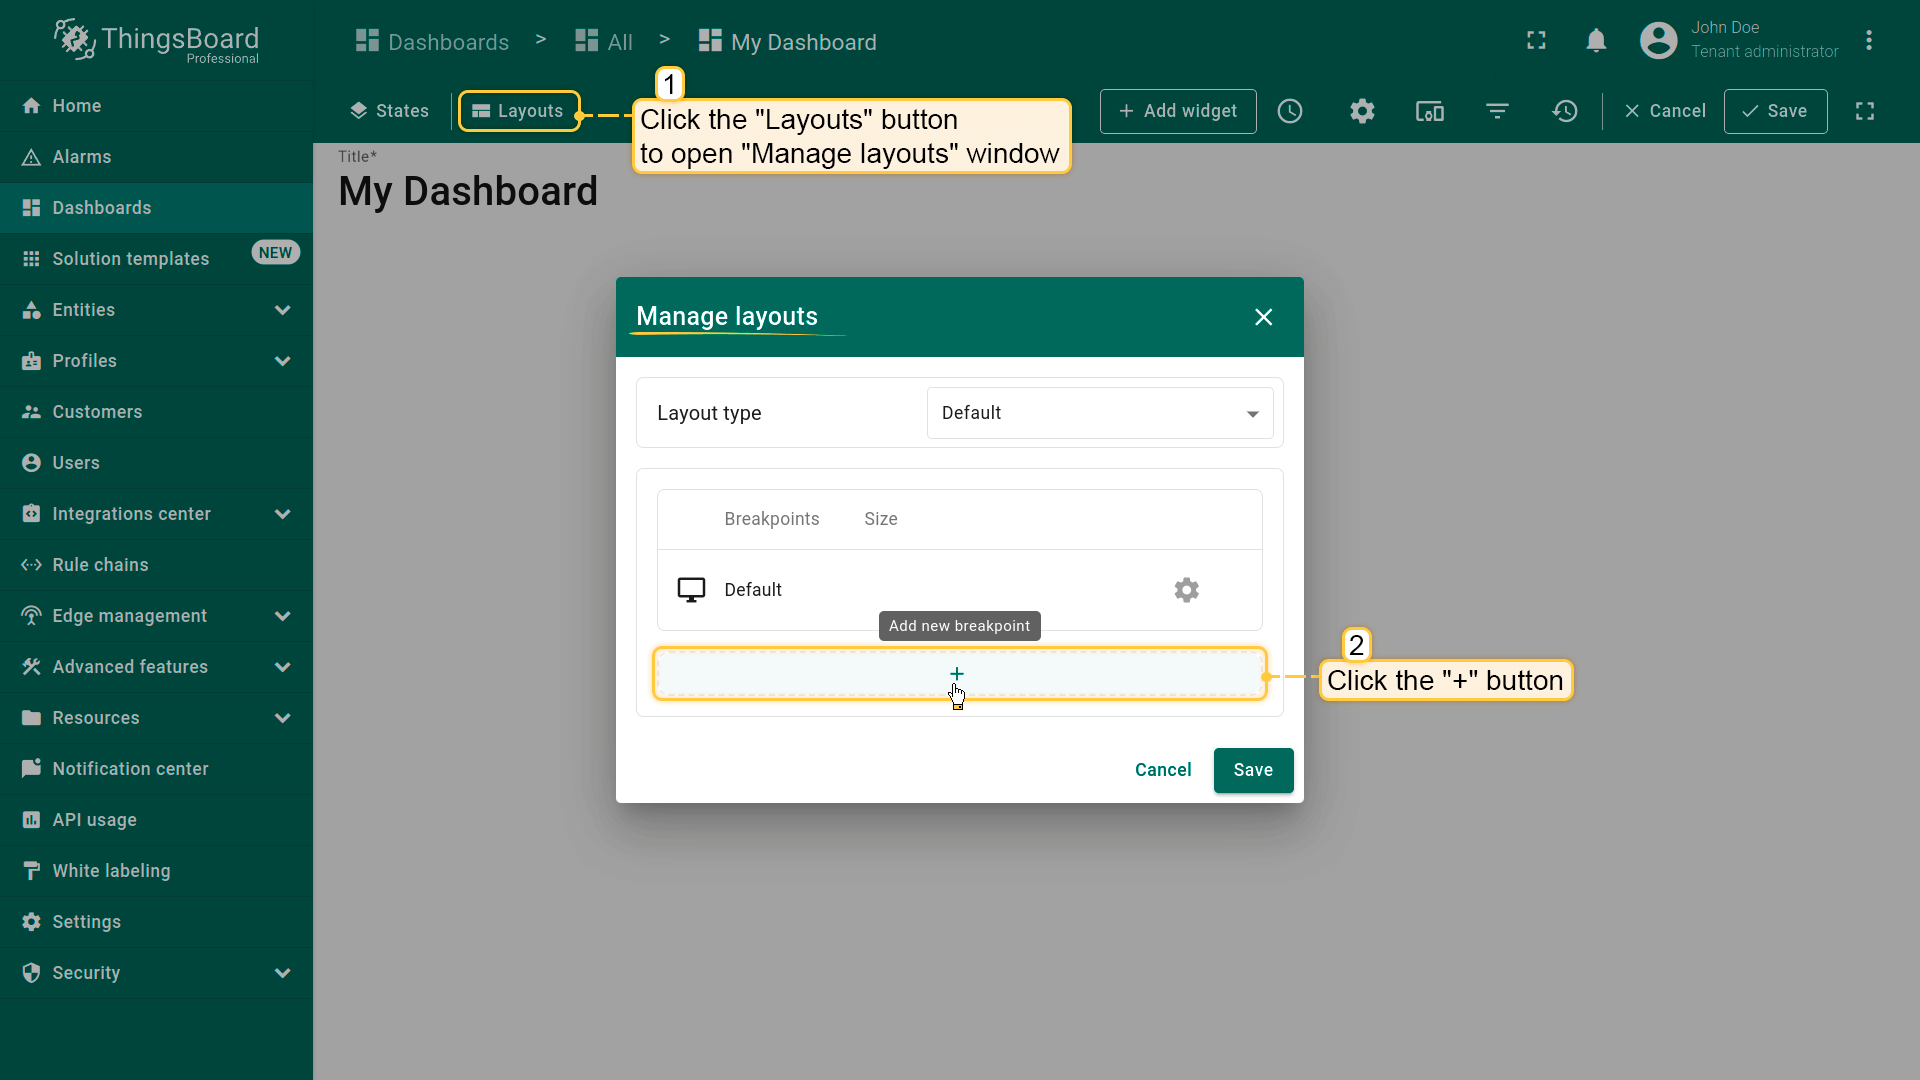 ThingsBoard
Professional
Dashboards > All > My Dashboard
John Doe
Tenant administrator
Home
Alarms
Dashboards
Solution templates NEW
Entities
Profiles
Customers
Users
Integrations center
Rule chains
Edge management
Advanced features
Resources
Notification center
API usage
White labeling
Settings
Security
States
Layouts
1
Click the "Layouts" button
to open "Manage layouts" window
+ Add widget
Cancel
Save
Title*
My Dashboard
Manage layouts
Layout type
Default
Breakpoints Size
Default
Add new breakpoint
+
2
Click the "+" button
Cancel
Save